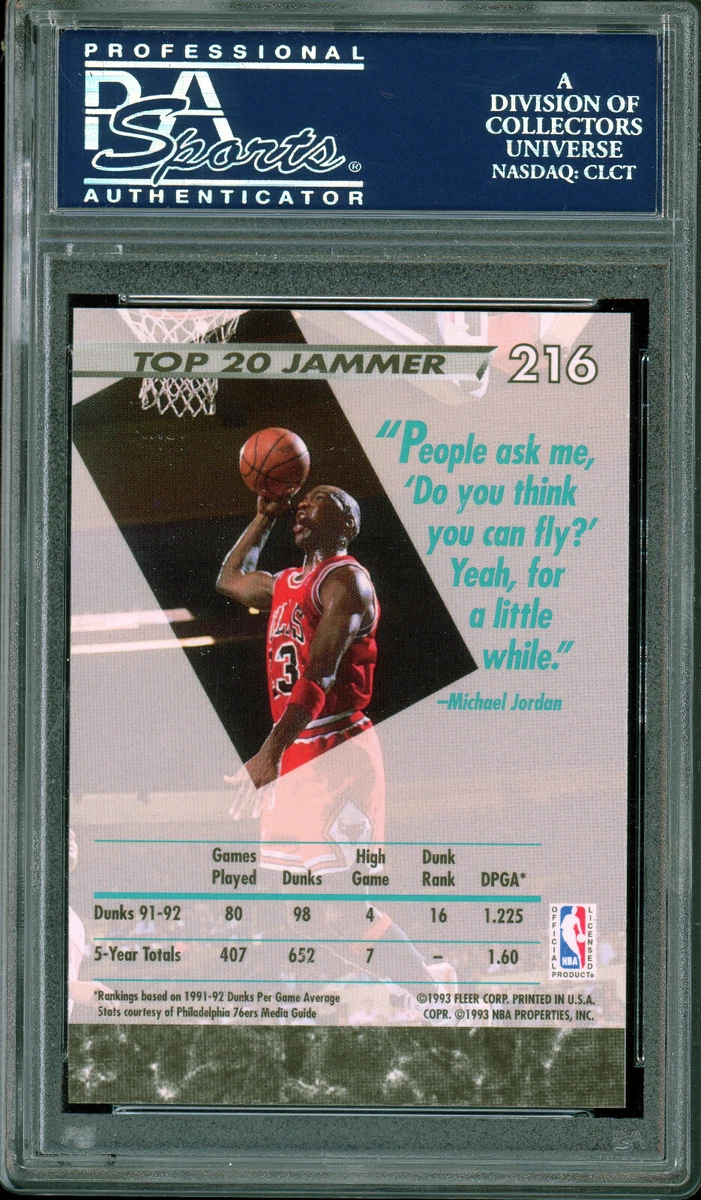 PROFESSIONAL
PSA
Sports®
AUTHENTICATOR
A
DIVISION OF
COLLECTORS
UNIVERSE
NASDAQ: CLCT
TOP 20 JAMMER
216
“People ask me,
‘Do you think
you can fly?’
Yeah, for
a little
while.”
–Michael Jordan
LLS
3
Games High Dunk
Played Dunks Game Rank DPGA*
Dunks 91-92 80 98 4 16 1.225
5-Year Totals 407 652 7 – 1.60
OFFICIAL
LICENSED
NBA
PRODUCT®
*Rankings based on 1991-92 Dunks Per Game Average
Stats courtesy of Philadelphia 76ers Media Guide
©1993 FLEER CORP. PRINTED IN U.S.A.
COPR. ©1993 NBA PROPERTIES, INC.